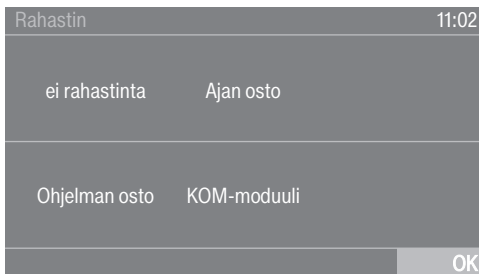 Rahastin 11:02
ei rahastinta Ajan osto
Ohjelman osto KOM-moduuli
OK